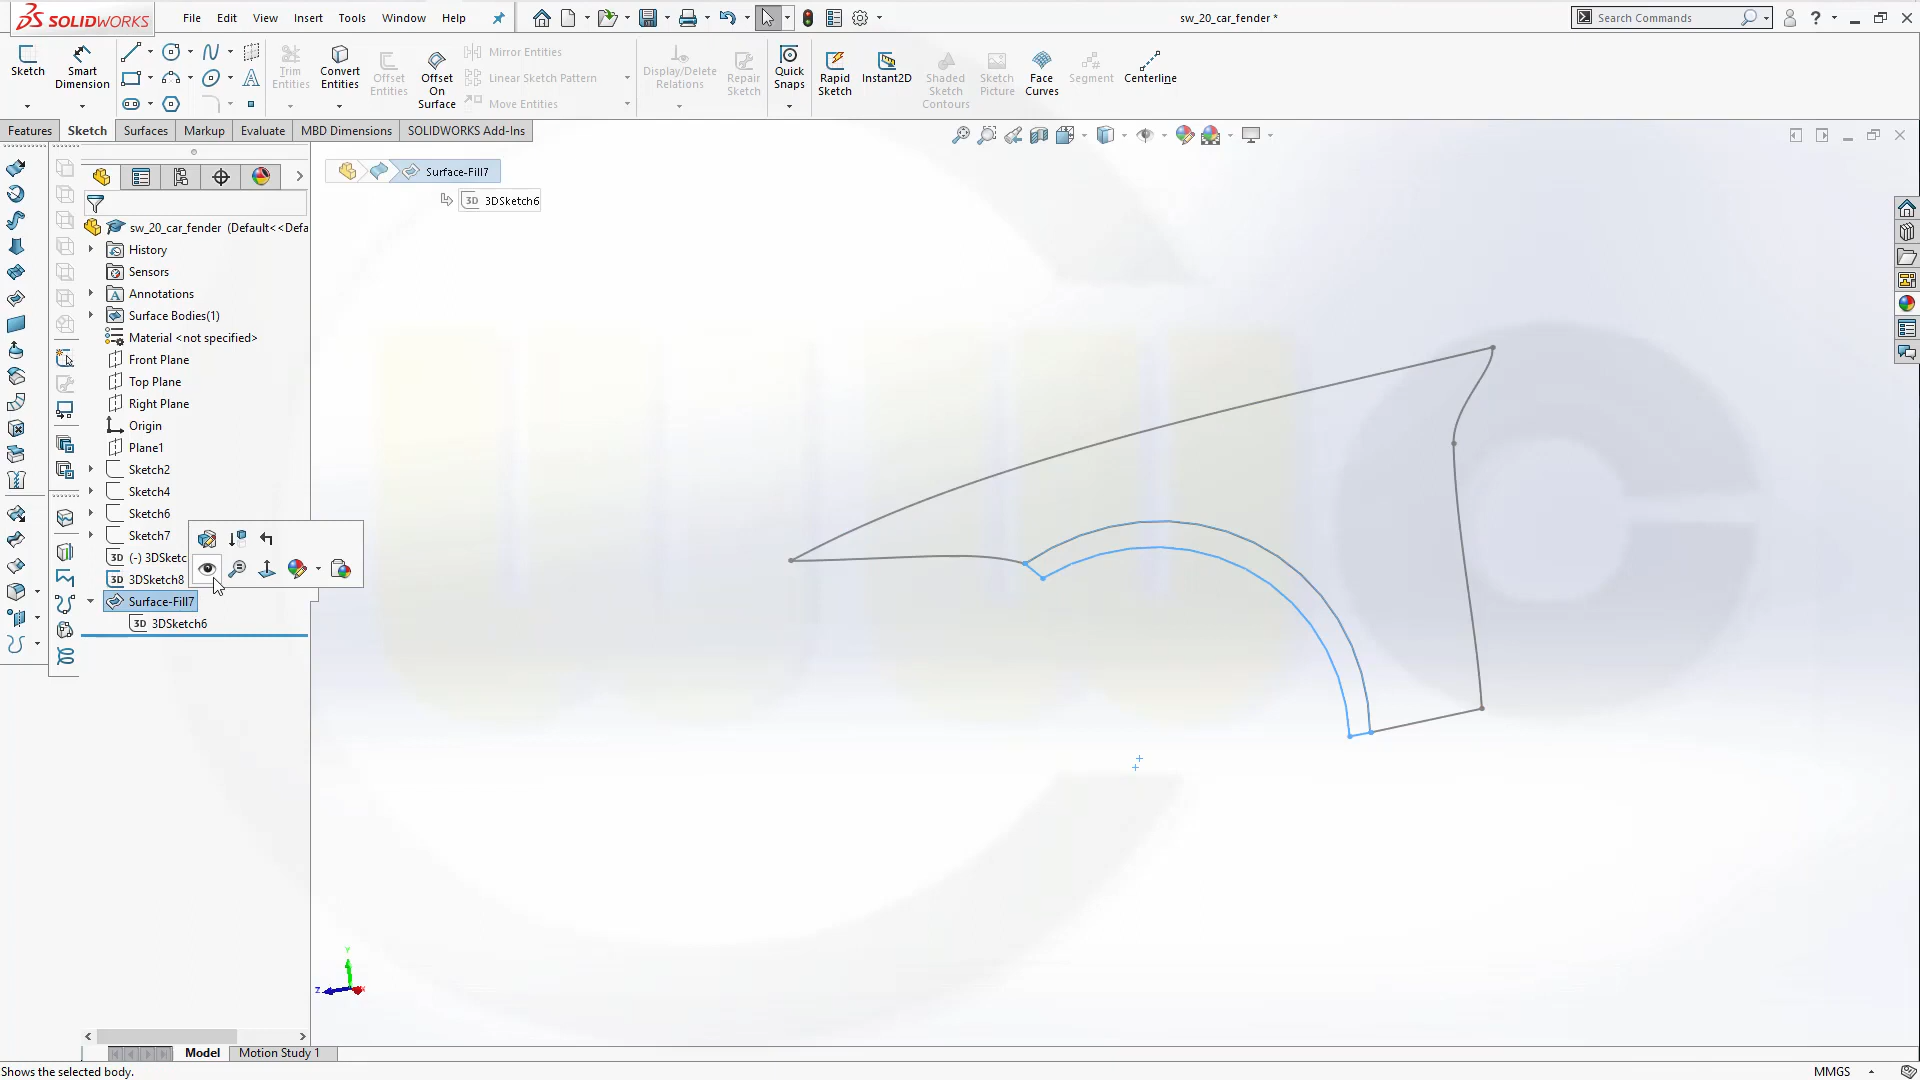 SOLIDWORKS
File Edit View Insert Tools Window Help
sw_20_car_fender *
Search Commands
Sketch
Smart Dimension
Trim Entities
Convert Entities
Offset Entities
Offset On Surface
Mirror Entities
Linear Sketch Pattern
Move Entities
Display/Delete Relations
Repair Sketch
Quick Snaps
Rapid Sketch
Instant2D
Shaded Sketch Contours
Sketch Picture
Face Curves
Segment
Centerline
Features Sketch Surfaces Markup Evaluate MBD Dimensions SOLIDWORKS Add-Ins
Surface-Fill7
3D 3DSketch6
sw_20_car_fender (Default<<Defa
History
Sensors
Annotations
Surface Bodies(1)
Material <not specified>
Front Plane
Top Plane
Right Plane
Origin
Plane1
Sketch2
Sketch4
Sketch6
Sketch7
3D (-) 3DSketc
3D 3DSketch8
Surface-Fill7
3D 3DSketch6
Y
Z
Model Motion Study 1
Shows the selected body.
MMGS